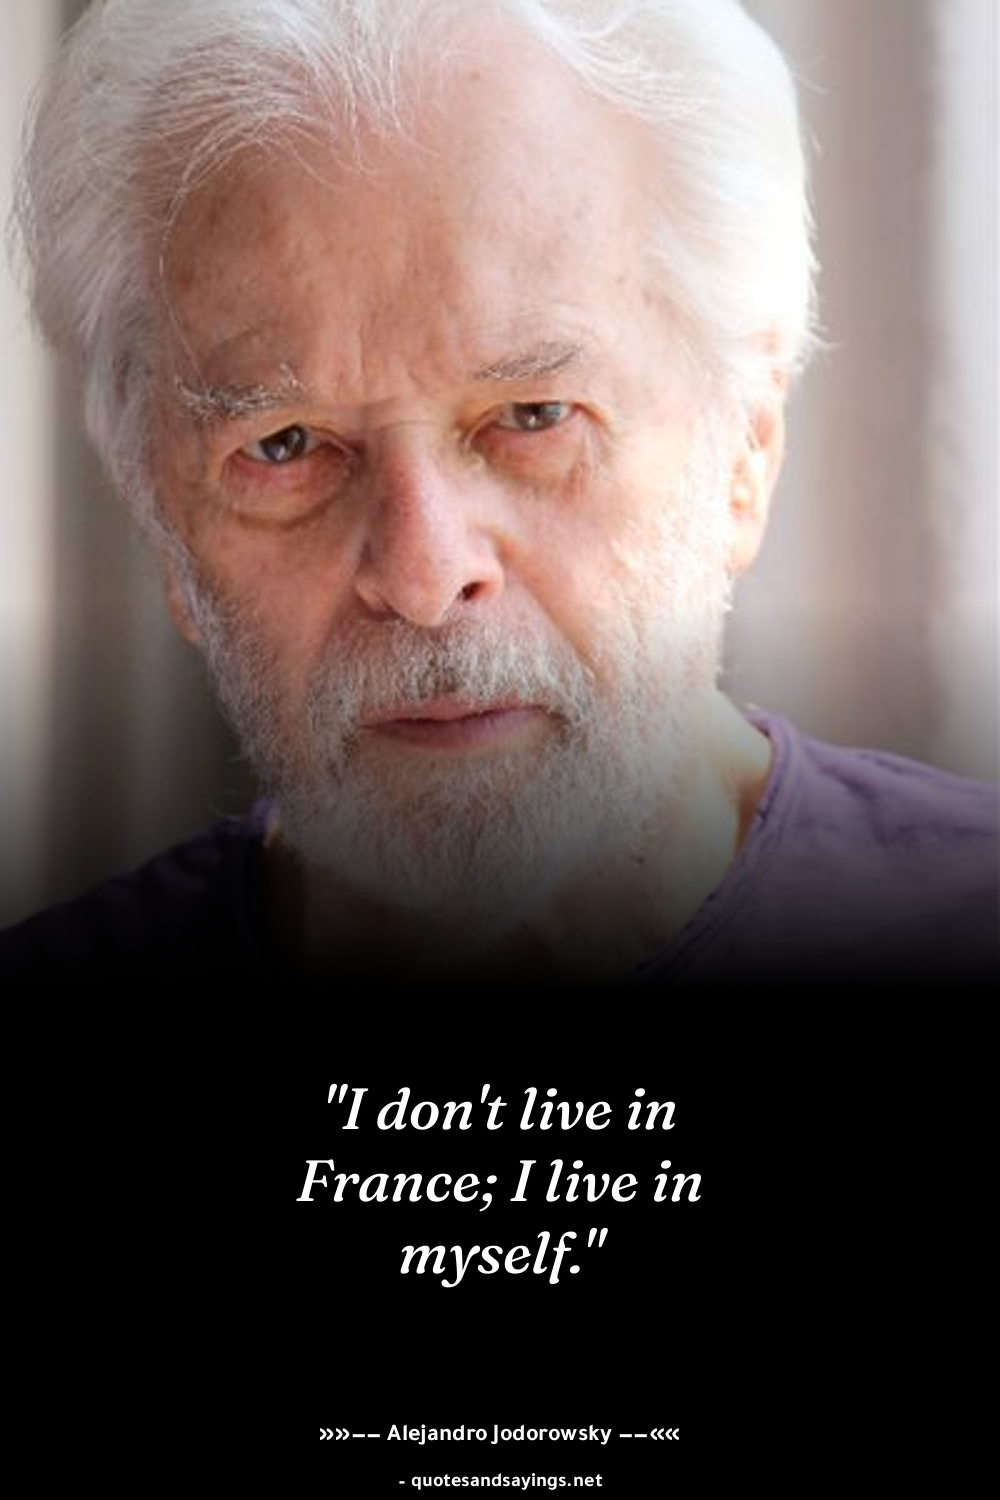 "I don't live in
France; I live in
myself."
»»−− Alejandro Jodorowsky −−««
- quotesandsayings.net